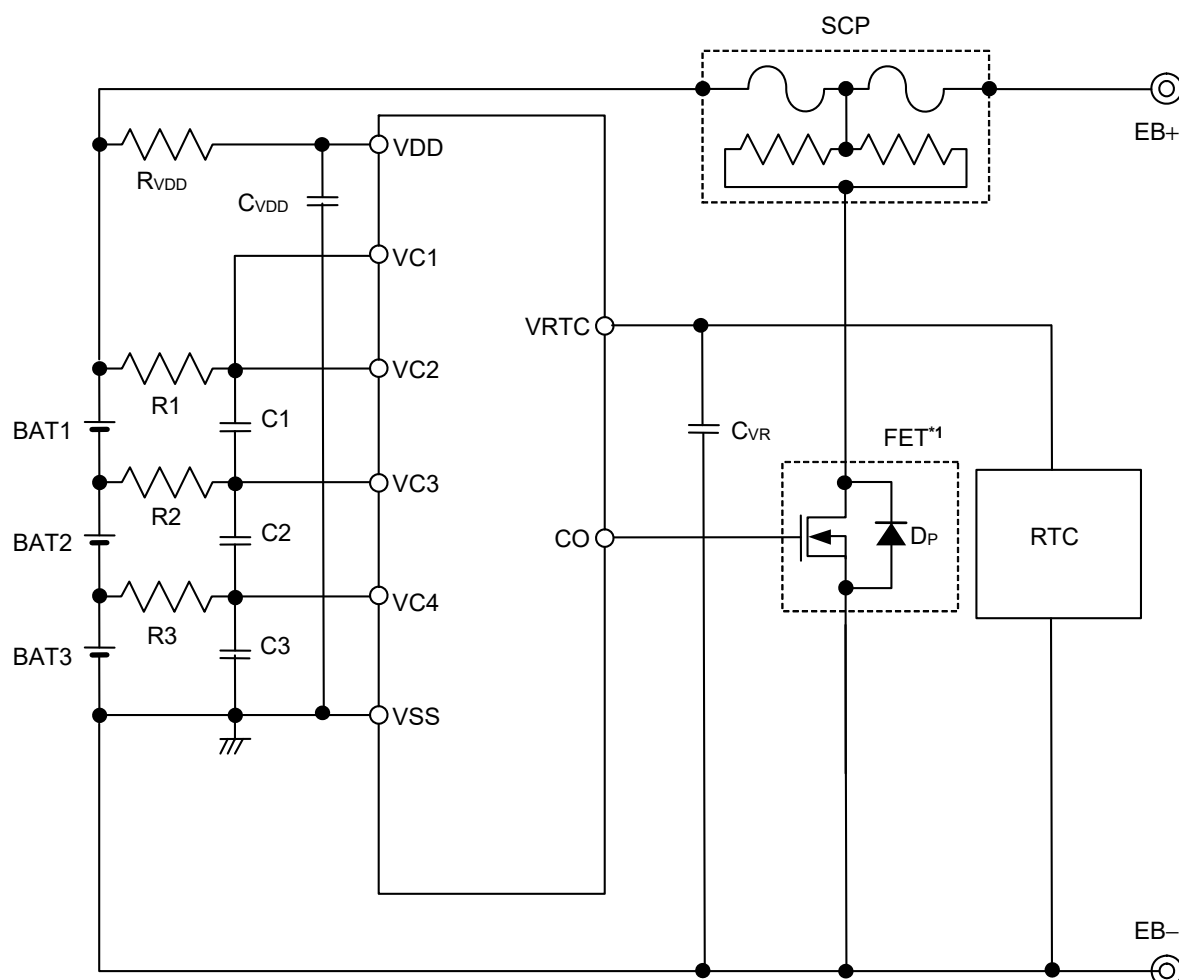 SCP
EB+
VDD
RVDD
CVDD
VC1
VRTC
VC2
R1
C1
BAT1
CVR
FET*1
VC3
R2
C2
BAT2
CO
DP
RTC
VC4
R3
C3
BAT3
VSS
EB−